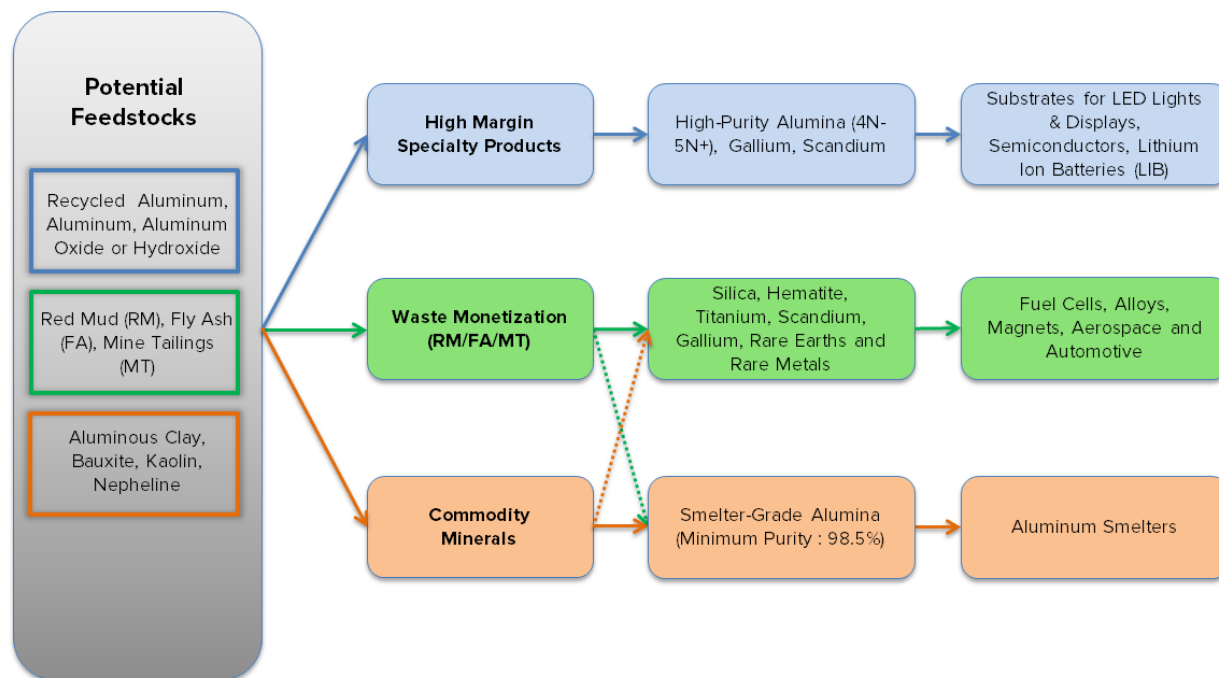 Potential
Feedstocks
Recycled Aluminum,
Aluminum, Aluminum
Oxide or Hydroxide
Red Mud (RM), Fly Ash
(FA), Mine Tailings
(MT)
Aluminous Clay,
Bauxite, Kaolin,
Nepheline
High Margin
Specialty Products
High-Purity Alumina (4N-
5N+), Gallium, Scandium
Substrates for LED Lights
& Displays,
Semiconductors, Lithium
Ion Batteries (LIB)
Waste Monetization
(RM/FA/MT)
Silica, Hematite,
Titanium, Scandium,
Gallium, Rare Earths and
Rare Metals
Fuel Cells, Alloys,
Magnets, Aerospace and
Automotive
Commodity
Minerals
Smelter-Grade Alumina
(Minimum Purity : 98.5%)
Aluminum Smelters